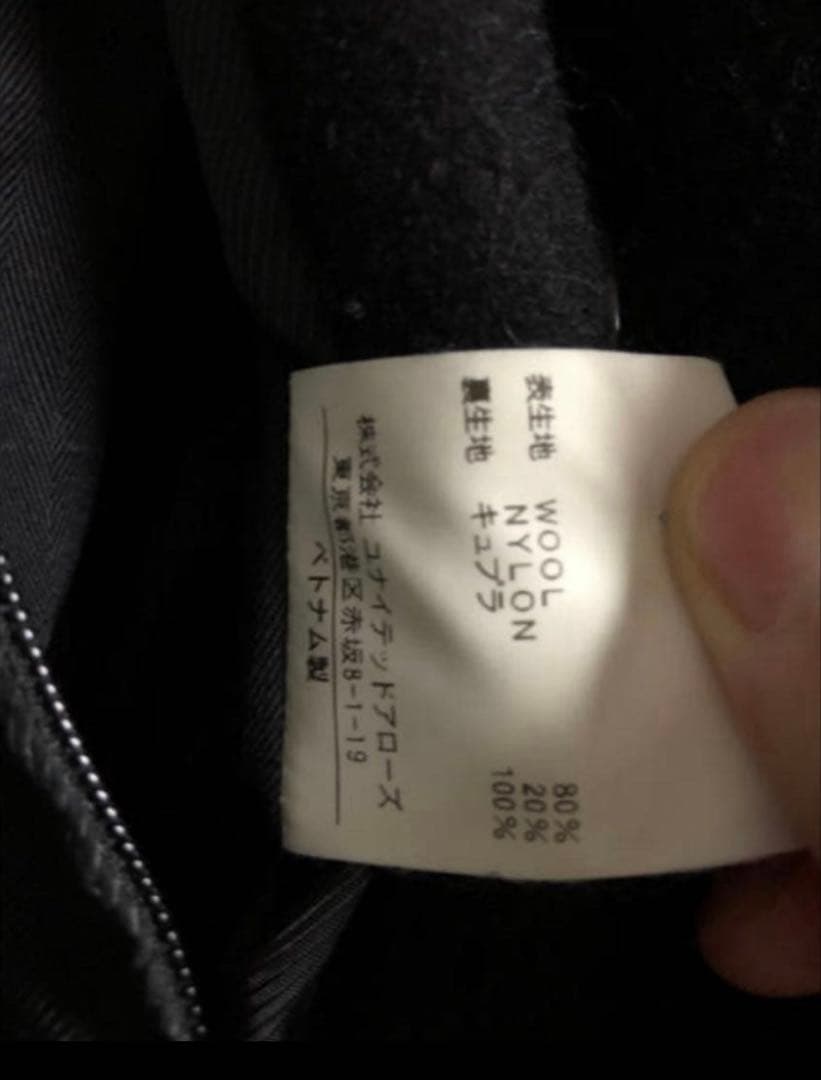 表生地 WOOL 80%
NYLON 20%
裏生地 キュプラ 100%
株式会社 ユナイテッドアローズ
東京都港区赤坂8-1-19
ベトナム製